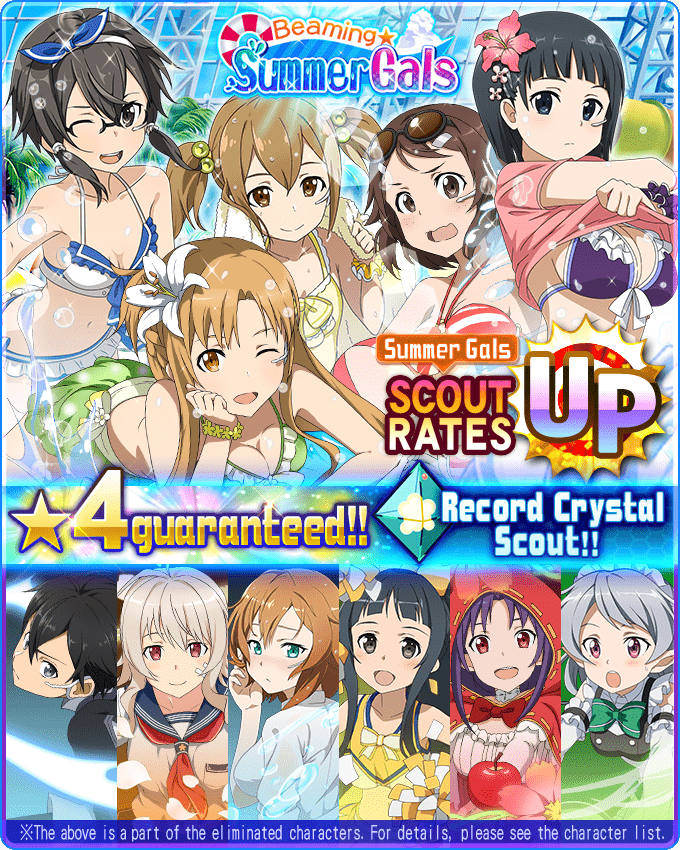 Beaming★
Summer Gals
Summer Gals
SCOUT
RATES
UP
★4 guaranteed!!
Record Crystal
Scout!!
※The above is a part of the eliminated characters. For details, please see the character list.